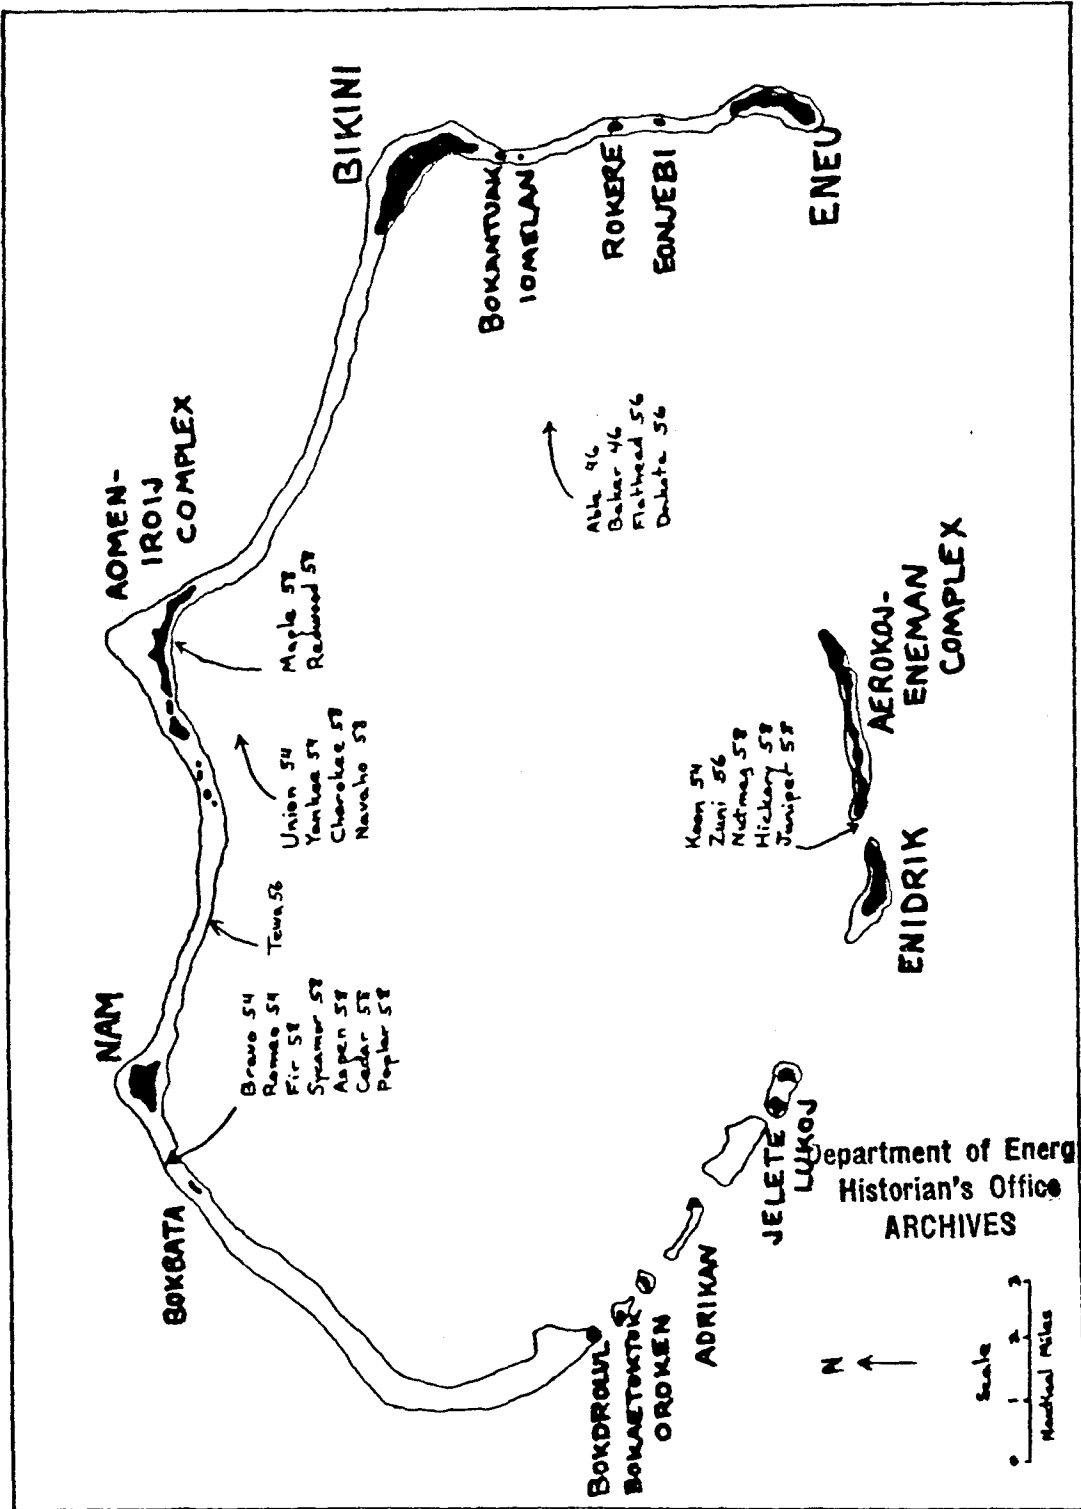 BIKINI
AOMEN-
IROIJ
COMPLEX
NAM
BOKBATA
BOKANTUAK
IOMELAN
ROKERE
EONJEBI
ENEU
Maple 58
Redwood 58
Union 54
Yankee 54
Charokee 58
Navaho 58
Tewa 56
Bravo 54
Romeo 54
Fir 58
Sycamor 58
Aspen 58
Cedar 58
Poplar 58
Able 46
Baker 46
Flathead 56
Dakota 56
Koon 54
Zuni 56
Nutmeg 58
Hickory 58
Juniper 58
AEROKOJ-
ENEMAN
COMPLEX
ENIDRIK
JELETE
LUKOJ
ADRIKAN
OROKEN
BOKAETOKTOK
BOKDROLUL
Department of Energ
Historian's Office
ARCHIVES
N
Scale
0 1 2 3
Nautical Miles